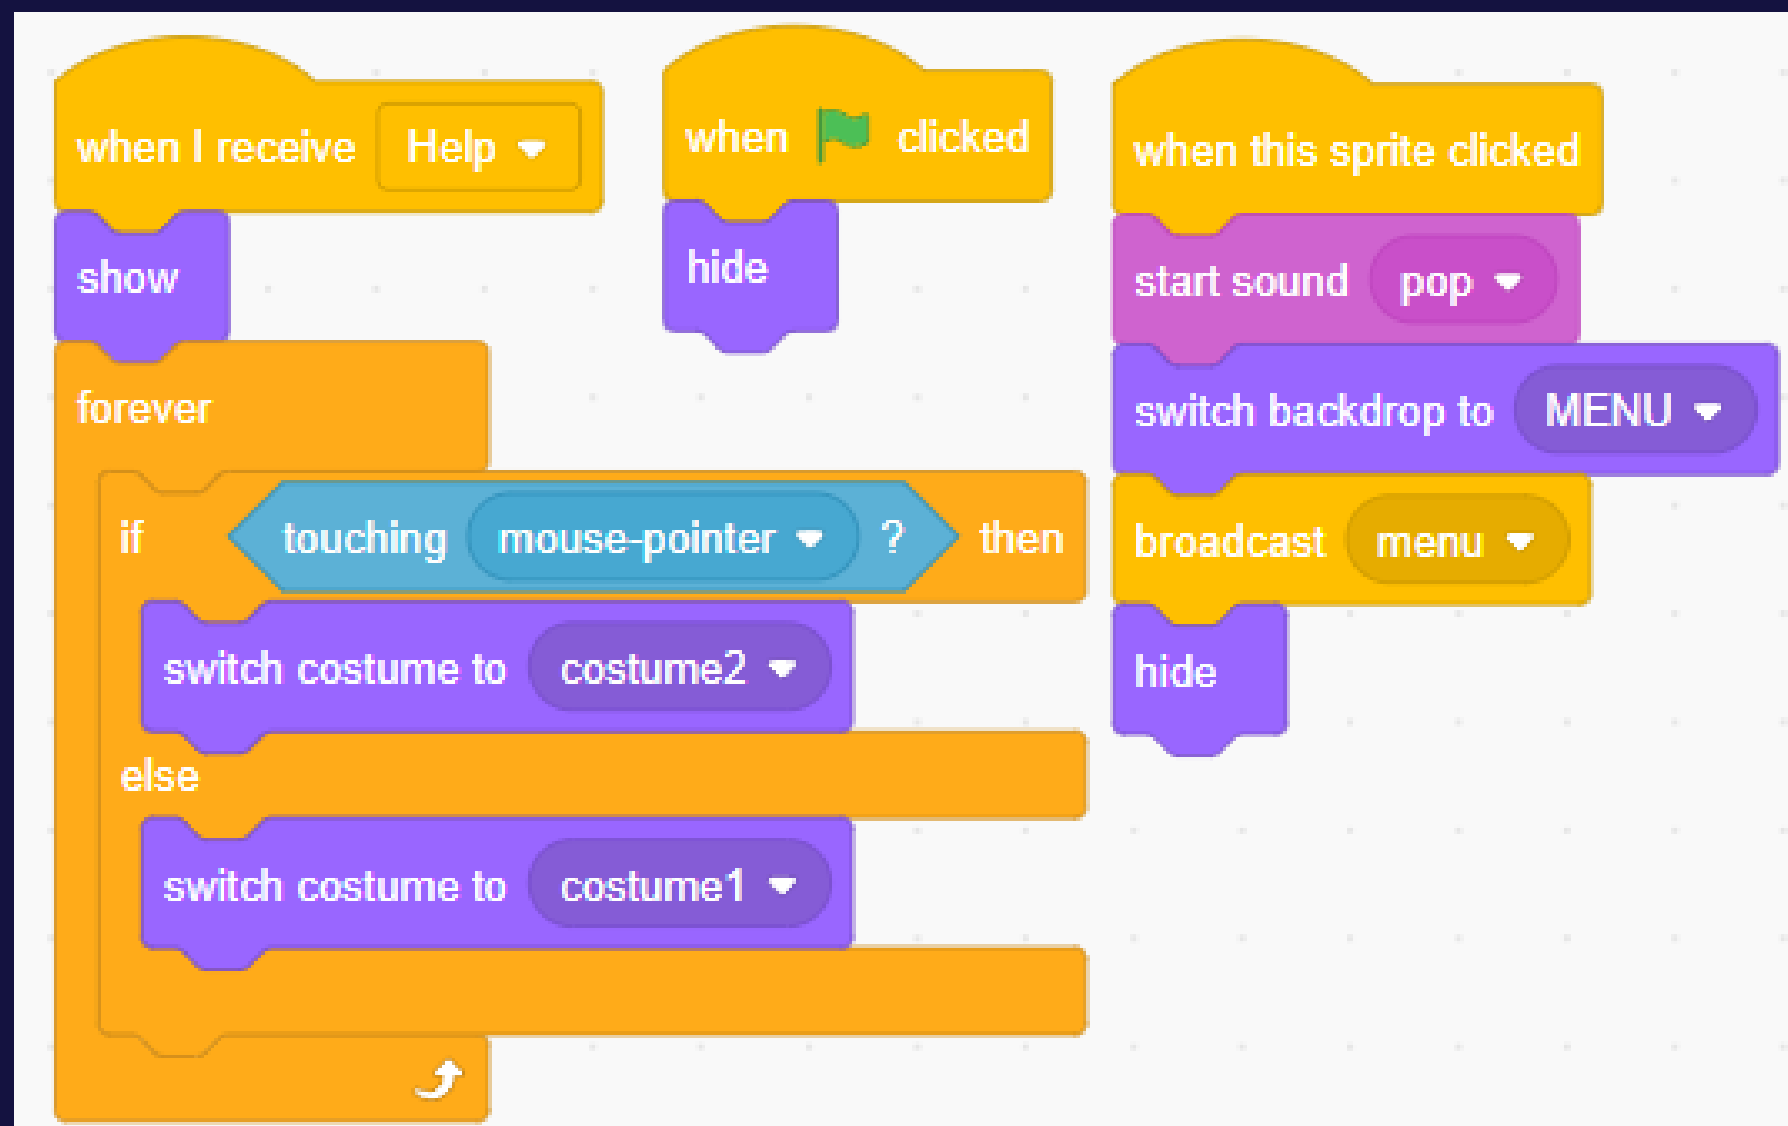 when I receive Help
show
forever
if touching mouse-pointer ? then
switch costume to costume2
else
switch costume to costume1
when clicked
hide
when this sprite clicked
start sound pop
switch backdrop to MENU
broadcast menu
hide